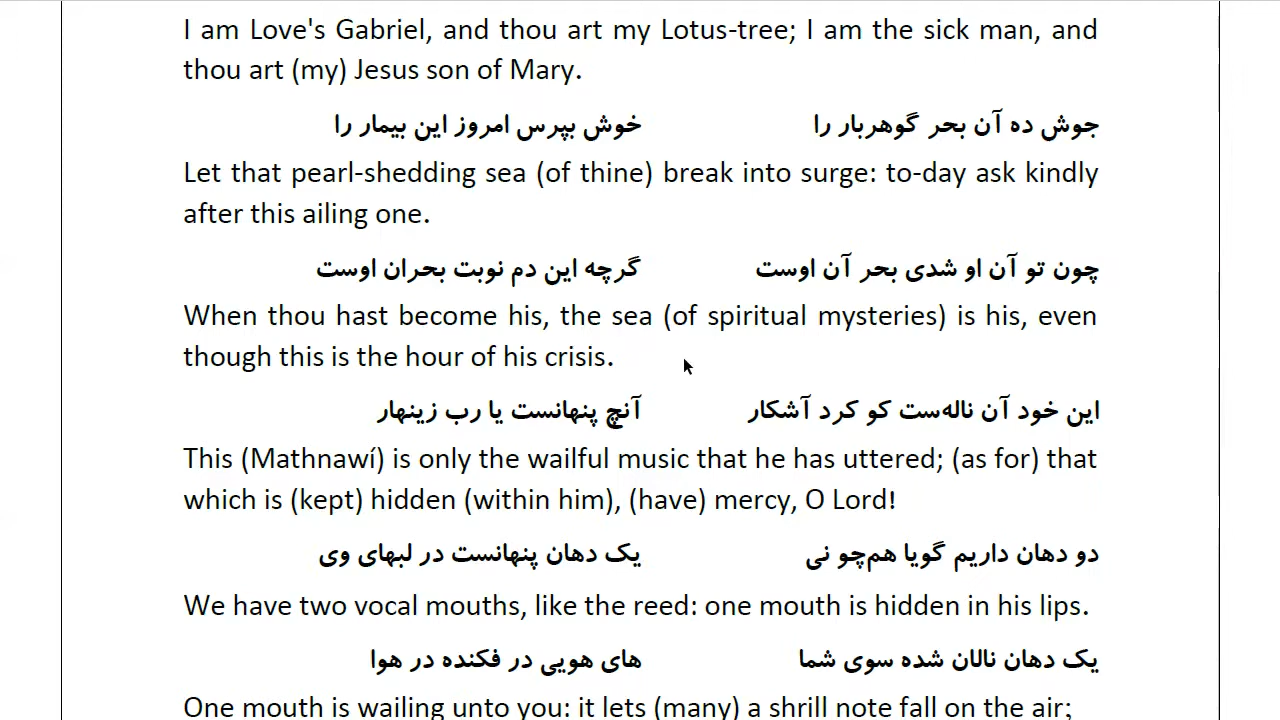 I am Love's Gabriel, and thou art my Lotus-tree; I am the sick man, and
thou art (my) Jesus son of Mary.
جوش ده آن بحر گوهربار را خوش بپرس امروز این بیمار را
Let that pearl-shedding sea (of thine) break into surge: to-day ask kindly
after this ailing one.
چون تو آن او شدی بحر آن اوست گرچه این دم نوبت بحران اوست
When thou hast become his, the sea (of spiritual mysteries) is his, even
though this is the hour of his crisis.
این خود آن ناله‌ست کو کرد آشکار آنچ پنهانست یا رب زینهار
This (Mathnawí) is only the wailful music that he has uttered; (as for) that
which is (kept) hidden (within him), (have) mercy, O Lord!
دو دهان داریم گویا هم‌چو نی یک دهان پنهانست در لبهای وی
We have two vocal mouths, like the reed: one mouth is hidden in his lips.
یک دهان نالان شده سوی شما های هویی در فکنده در هوا
One mouth is wailing unto you: it lets (many) a shrill note fall on the air;